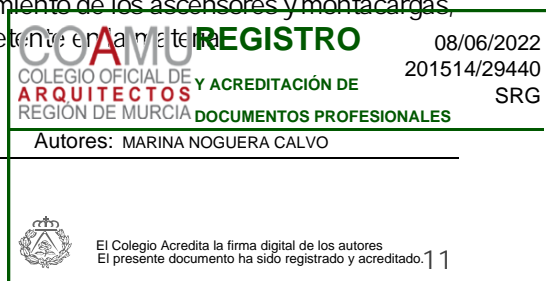 miento de los ascensores y montacargas,
etente en la materia.
COAMU
COLEGIO OFICIAL DE
ARQUITECTOS
REGIÓN DE MURCIA
REGISTRO
Y ACREDITACIÓN DE
DOCUMENTOS PROFESIONALES
08/06/2022
201514/29440
SRG
Autores: MARINA NOGUERA CALVO
El Colegio Acredita la firma digital de los autores
El presente documento ha sido registrado y acreditado.
11